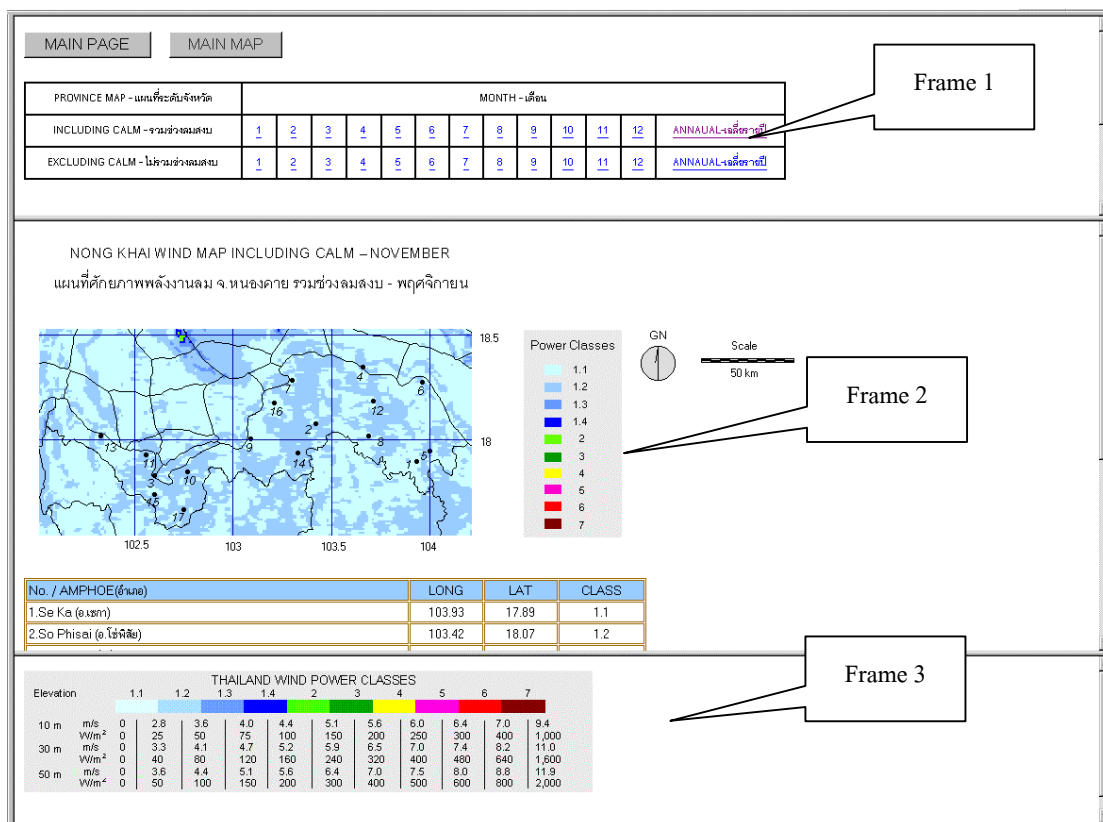 MAIN PAGE MAIN MAP
Frame 1
PROVINCE MAP - แผนที่ระดับจังหวัด MONTH - เดือน
INCLUDING CALM - รวมช่วงลมสงบ 1 2 3 4 5 6 7 8 9 10 11 12 ANNAUAL-เฉลี่ยรายปี
EXCLUDING CALM - ไม่รวมช่วงลมสงบ 1 2 3 4 5 6 7 8 9 10 11 12 ANNAUAL-เฉลี่ยรายปี
NONG KHAI WIND MAP INCLUDING CALM – NOVEMBER
แผนที่ศักยภาพพลังงานลม จ.หนองคาย รวมช่วงลมสงบ - พฤศจิกายน
18.5
18
102.5 103 103.5 104
4
7
6
16
12
2
13
9
8
11
14
5
1
3
10
15
17
Power Classes
1.1
1.2
1.3
1.4
2
3
4
5
6
7
GN
Scale
50 km
Frame 2
No. / AMPHOE(อำเภอ) LONG LAT CLASS
1.Se Ka (อ.เซกา) 103.93 17.89 1.1
2.So Phisai (อ.โซ่พิสัย) 103.42 18.07 1.2
Frame 3
THAILAND WIND POWER CLASSES
Elevation 1.1 1.2 1.3 1.4 2 3 4 5 6 7
10 m m/s 0 2.8 3.6 4.0 4.4 5.1 5.6 6.0 6.4 7.0 9.4
W/m² 0 25 50 75 100 150 200 250 300 400 1,000
30 m m/s 0 3.3 4.1 4.7 5.2 5.9 6.5 7.0 7.4 8.2 11.0
W/m² 0 40 80 120 160 240 320 400 480 640 1,600
50 m m/s 0 3.6 4.4 5.1 5.6 6.4 7.0 7.5 8.0 8.8 11.9
W/m² 0 50 100 150 200 300 400 500 600 800 2,000